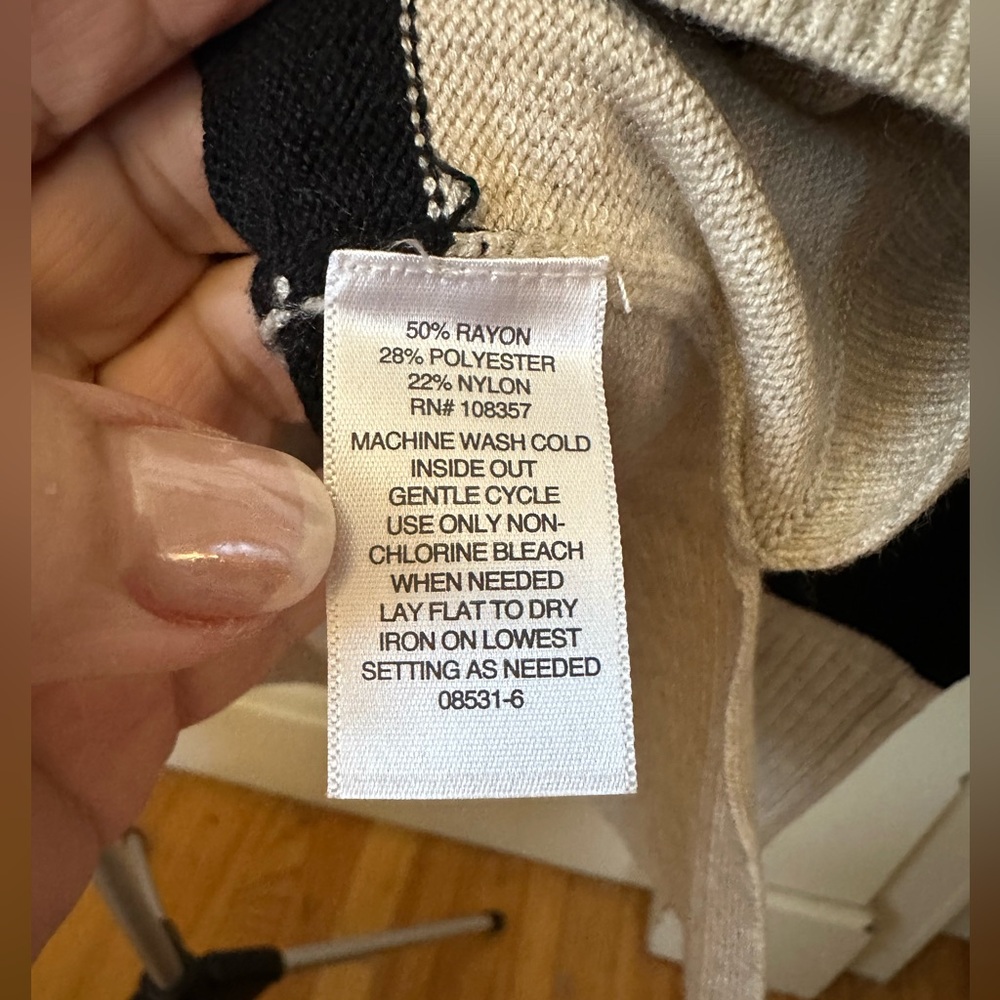 50% RAYON
28% POLYESTER
22% NYLON
RN# 108357
MACHINE WASH COLD
INSIDE OUT
GENTLE CYCLE
USE ONLY NON-
CHLORINE BLEACH
WHEN NEEDED
LAY FLAT TO DRY
IRON ON LOWEST
SETTING AS NEEDED
08531-6